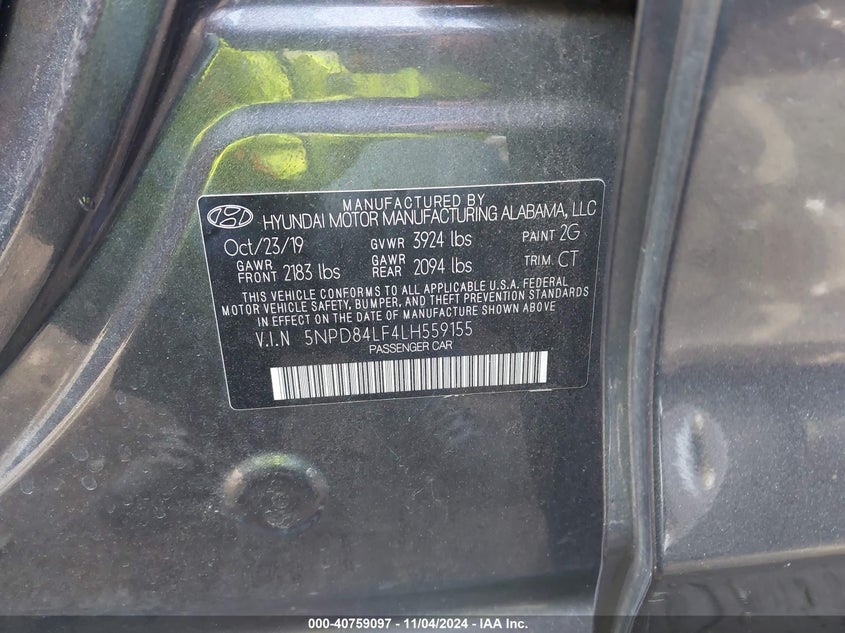 MANUFACTURED BY
HYUNDAI MOTOR MANUFACTURING ALABAMA, LLC
Oct/23/19 GVWR 3924 lbs PAINT 2G
GAWR FRONT 2183 lbs GAWR REAR 2094 lbs TRIM. CT
THIS VEHICLE CONFORMS TO ALL APPLICABLE U.S.A. FEDERAL
MOTOR VEHICLE SAFETY, BUMPER, AND THEFT PREVENTION STANDARDS
IN EFFECT ON THE DATE OF MANUFACTURE SHOWN ABOVE
V.I.N 5NPD84LF4LH559155
PASSENGER CAR
000-40759097 - 11/04/2024 - IAA Inc.